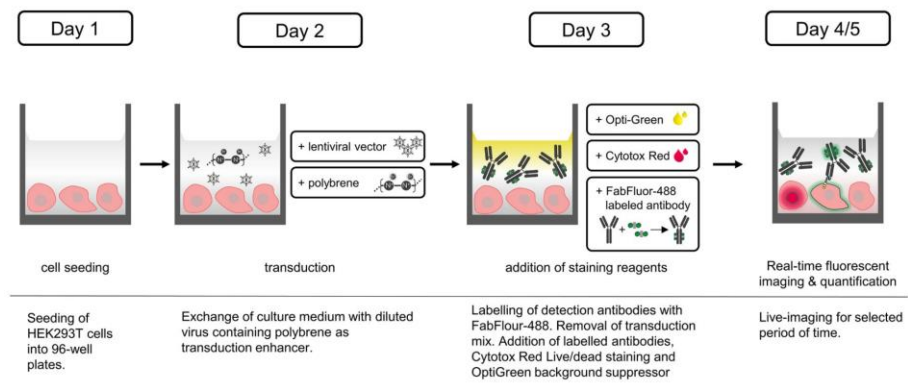 Day 1
Day 2
Day 3
Day 4/5
+ lentiviral vector
+ polybrene
+ Opti-Green
+ Cytotox Red
+ FabFluor-488
labeled antibody
+
cell seeding
transduction
addition of staining reagents
Real-time fluorescent
imaging & quantification
Seeding of
HEK293T cells
into 96-well
plates.
Exchange of culture medium with diluted
virus containing polybrene as
transduction enhancer.
Labelling of detection antibodies with
FabFlour-488. Removal of transduction
mix. Addition of labelled antibodies,
Cytotox Red Live/dead staining and
OptiGreen background suppressor
Live-imaging for selected
period of time.